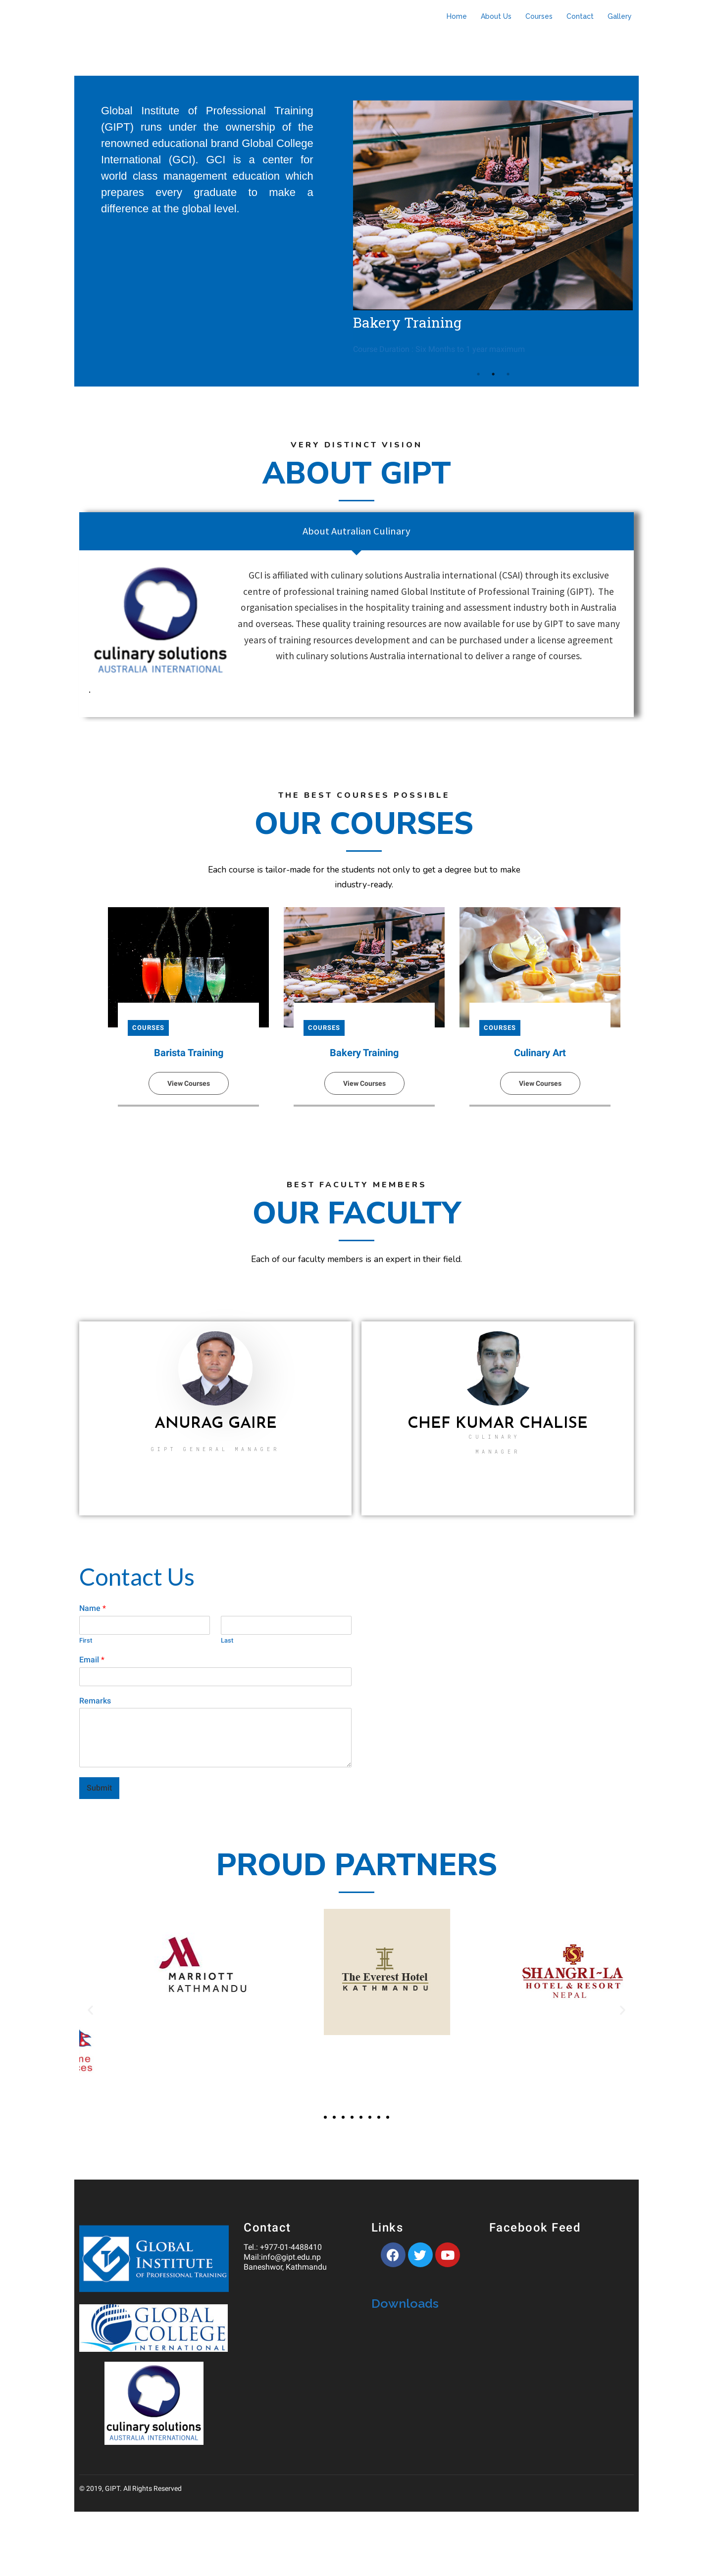 Home About Us Courses Contact Gallery
Global Institute of Professional Training
(GIPT) runs under the ownership of the
renowned educational brand Global College
International (GCI). GCI is a center for
world class management education which
prepares every graduate to make a
difference at the global level.
Bakery Training
Course Duration : Six Months to 1 year maximum
VERY DISTINCT VISION
ABOUT GIPT
About Autralian Culinary
GCI is affiliated with culinary solutions Australia international (CSAI) through its exclusive
centre of professional training named Global Institute of Professional Training (GIPT). The
organisation specialises in the hospitality training and assessment industry both in Australia
and overseas. These quality training resources are now available for use by GIPT to save many
years of training resources development and can be purchased under a license agreement
with culinary solutions Australia international to deliver a range of courses.
culinary solutions
AUSTRALIA INTERNATIONAL
.
THE BEST COURSES POSSIBLE
OUR COURSES
Each course is tailor-made for the students not only to get a degree but to make
industry-ready.
COURSES
Barista Training
View Courses
COURSES
Bakery Training
View Courses
COURSES
Culinary Art
View Courses
BEST FACULTY MEMBERS
OUR FACULTY
Each of our faculty members is an expert in their field.
ANURAG GAIRE
GIPT GENERAL MANAGER
CHEF KUMAR CHALISE
CULINARY
MANAGER
Contact Us
Name *
First Last
Email *
Remarks
Submit
PROUD PARTNERS
MARRIOTT
KATHMANDU
The Everest Hotel
KATHMANDU
SHANGRI-LA
HOTEL & RESORT
NEPAL
me
ces
GLOBAL
INSTITUTE
OF PROFESSIONAL TRAINING
GLOBAL
COLLEGE
INTERNATIONAL
culinary solutions
AUSTRALIA INTERNATIONAL
Contact
Tel.: +977-01-4488410
Mail:info@gipt.edu.np
Baneshwor, Kathmandu
Links
Downloads
Facebook Feed
© 2019, GIPT. All Rights Reserved